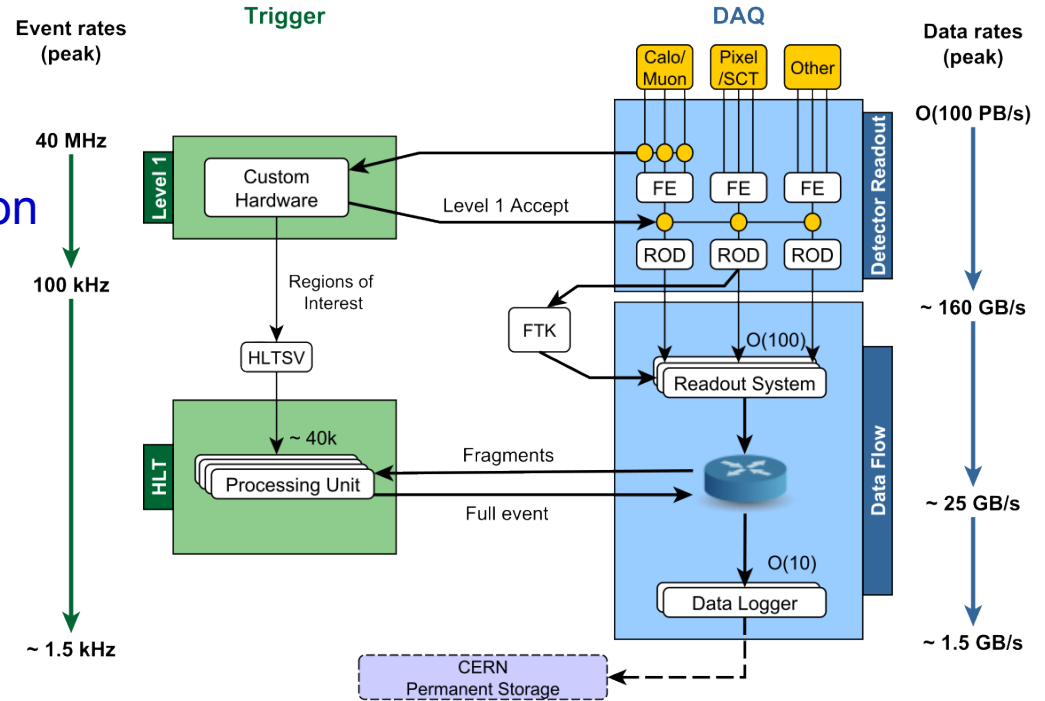 Event rates
(peak)
Trigger
DAQ
Data rates
(peak)
Calo/
Muon
Pixel
/SCT
Other
40 MHz
O(100 PB/s)
Level 1
Custom
Hardware
FE
FE
FE
Detector Readout
on
Level 1 Accept
ROD
ROD
ROD
100 kHz
Regions of
Interest
~ 160 GB/s
FTK
O(100)
HLTSV
Readout System
HLT
~ 40k
Processing Unit
Fragments
Full event
Data Flow
~ 25 GB/s
O(10)
Data Logger
~ 1.5 kHz
~ 1.5 GB/s
CERN
Permanent Storage